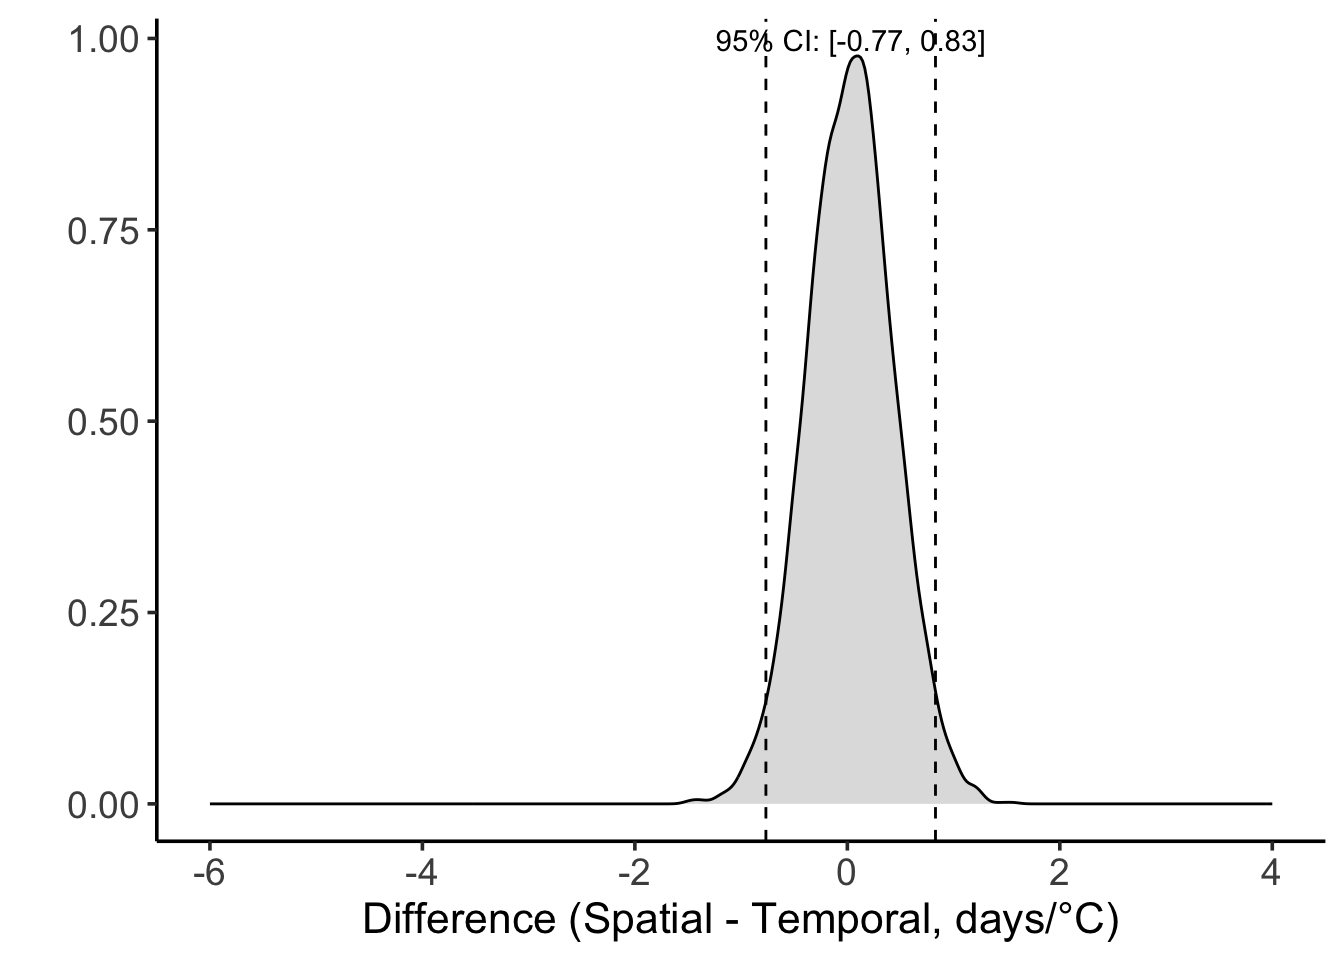 95% CI: [-0.77, 0.83]
1.00
0.75
0.50
0.25
0.00
-6 -4 -2 0 2 4
Difference (Spatial - Temporal, days/°C)